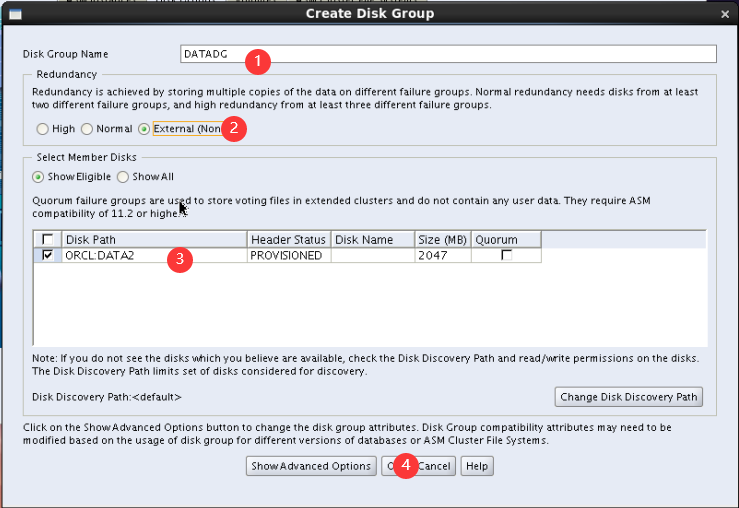 Create Disk Group
Disk Group Name DATADG 1
Redundancy
Redundancy is achieved by storing multiple copies of the data on different failure groups. Normal redundancy needs disks from at least
two different failure groups, and high redundancy from at least three different failure groups.
High Normal External (Non 2
Select Member Disks
Show Eligible Show All
Quorum failure groups are used to store voting files in extended clusters and do not contain any user data. They require ASM
compatibility of 11.2 or higher.
Disk Path Header Status Disk Name Size (MB) Quorum
ORCL:DATA2 3 PROVISIONED 2047
Note: If you do not see the disks which you believe are available, check the Disk Discovery Path and read/write permissions on the disks.
The Disk Discovery Path limits set of disks considered for discovery.
Disk Discovery Path:<default> Change Disk Discovery Path
Click on the Show Advanced Options button to change the disk group attributes. Disk Group compatibility attributes may need to be
modified based on the usage of disk group for different versions of databases or ASM Cluster File Systems.
Show Advanced Options 4 Cancel Help